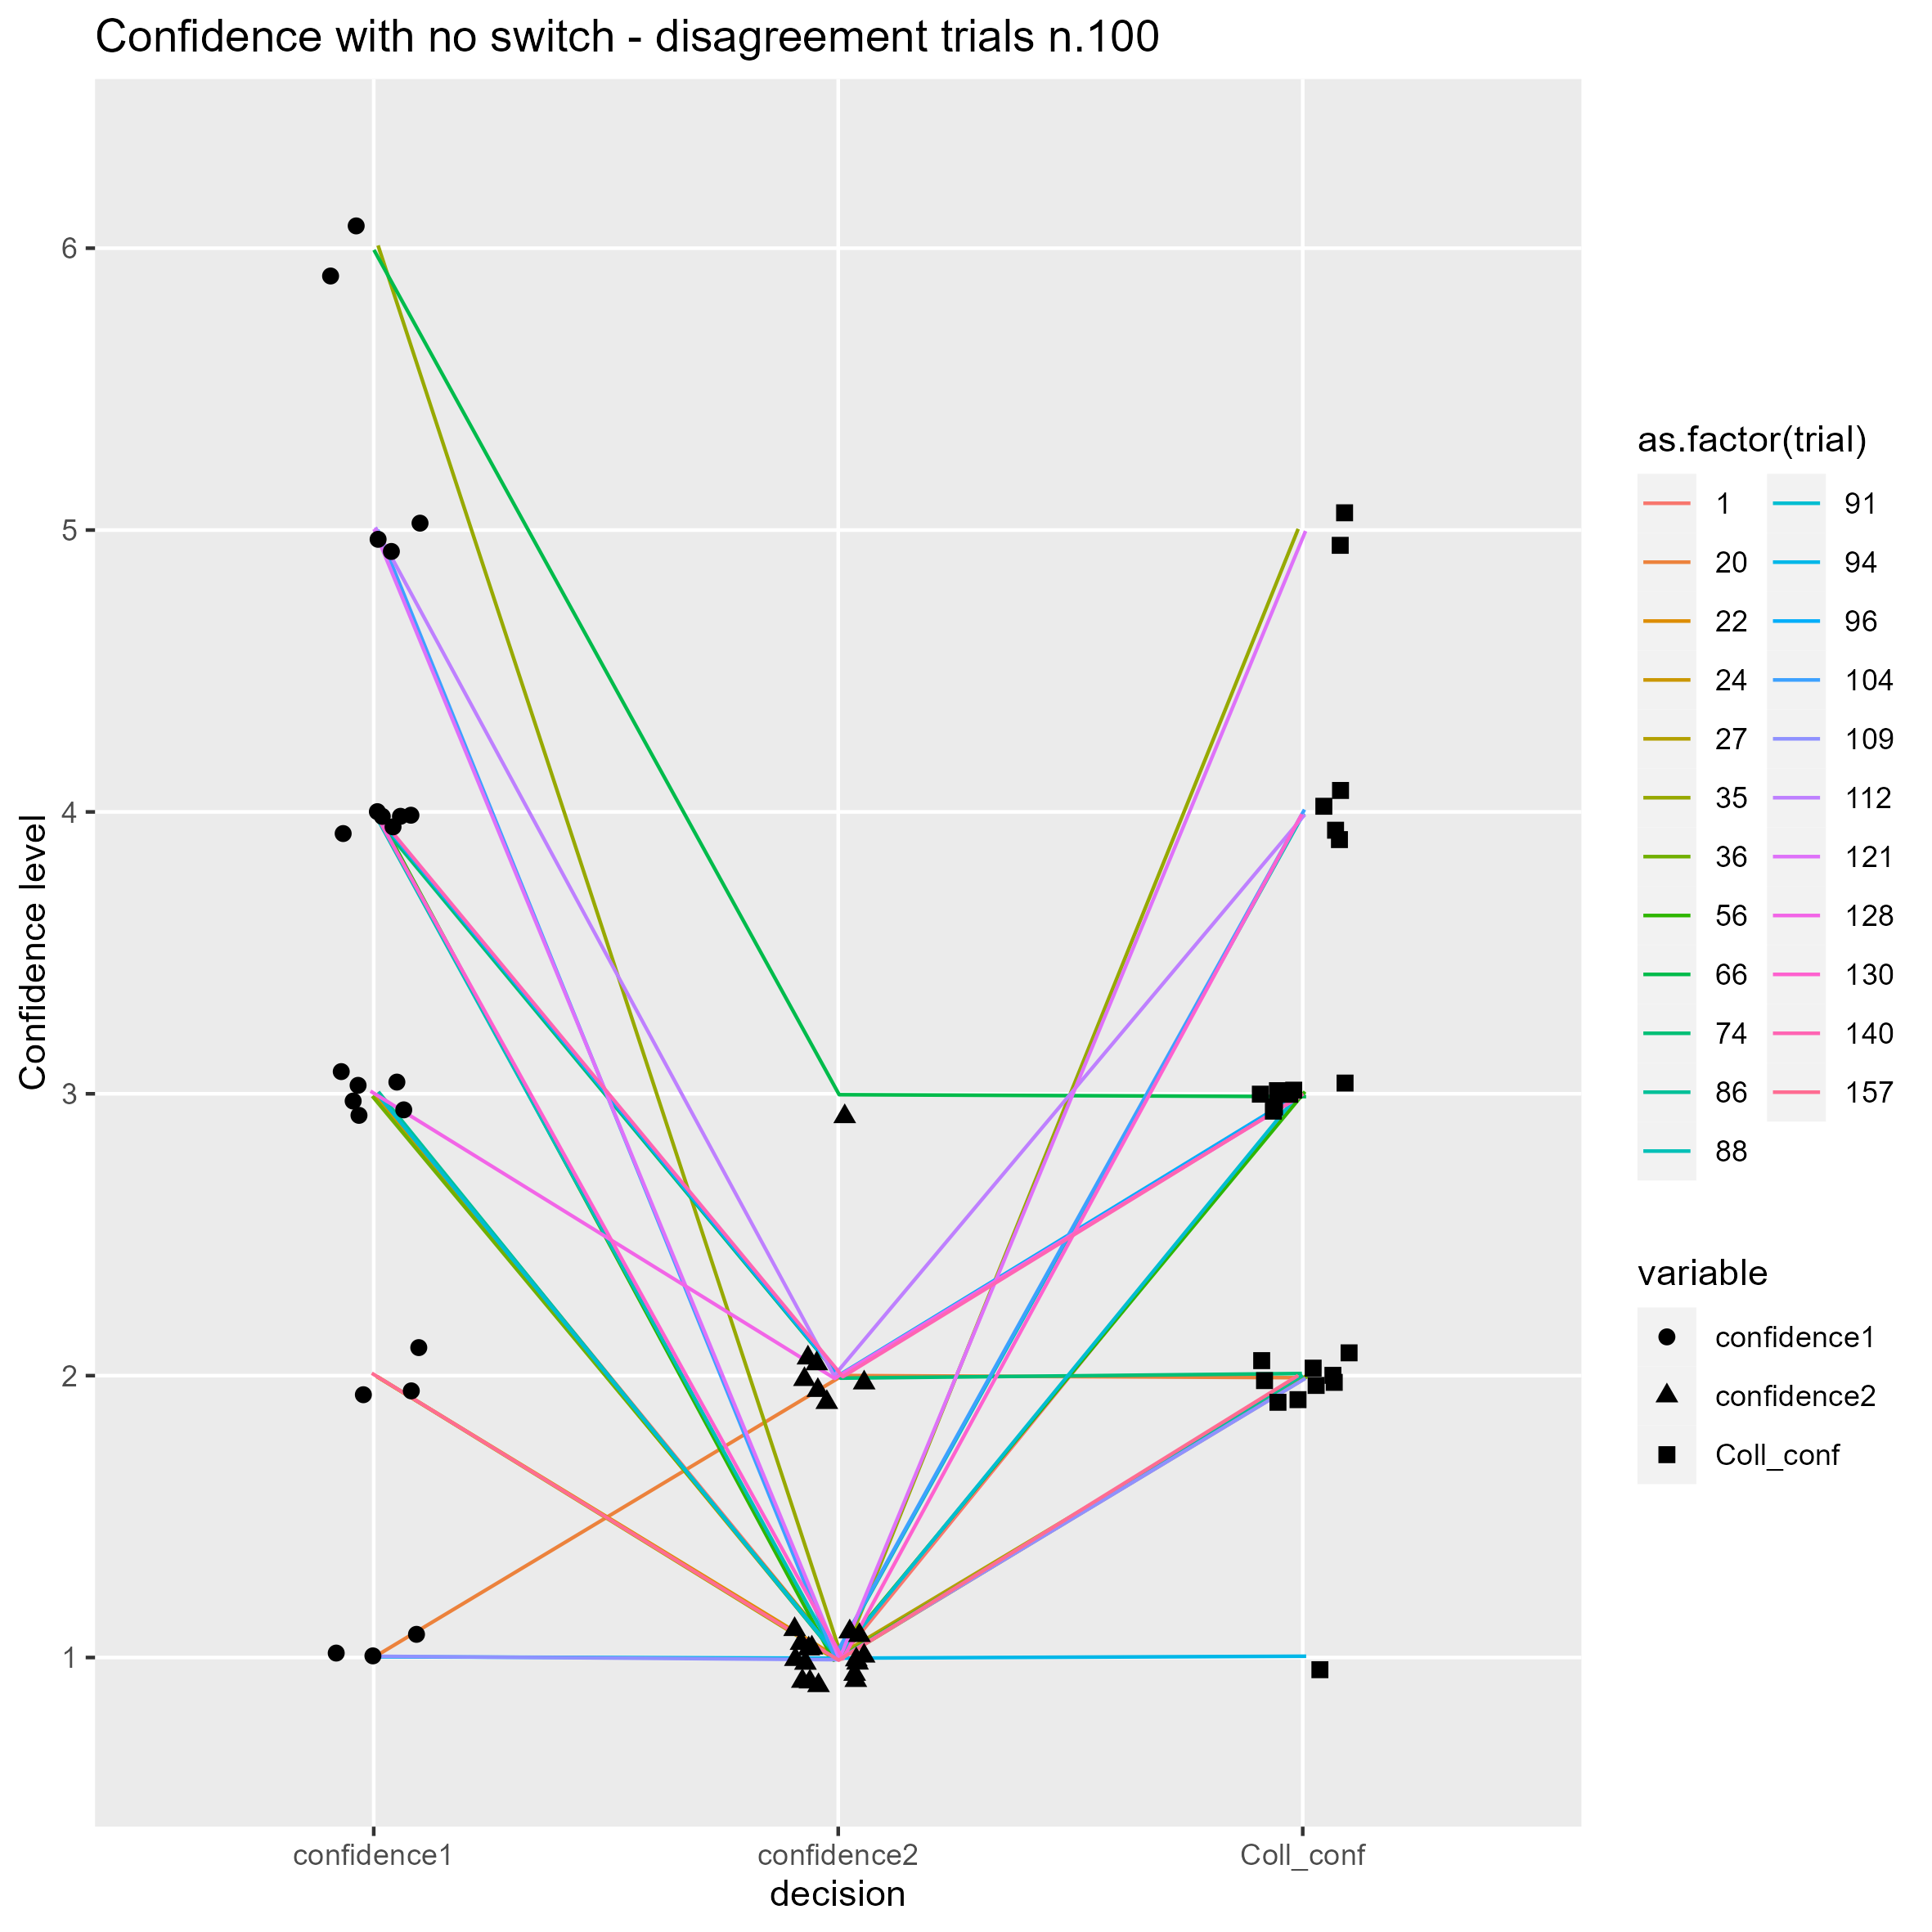 Confidence with no switch - disagreement trials n.100
Confidence level
6
5
4
3
2
1
confidence1
confidence2
Coll_conf
decision
as.factor(trial)
1
20
22
24
27
35
36
56
66
74
86
88
91
94
96
104
109
112
121
128
130
140
157
variable
confidence1
confidence2
Coll_conf